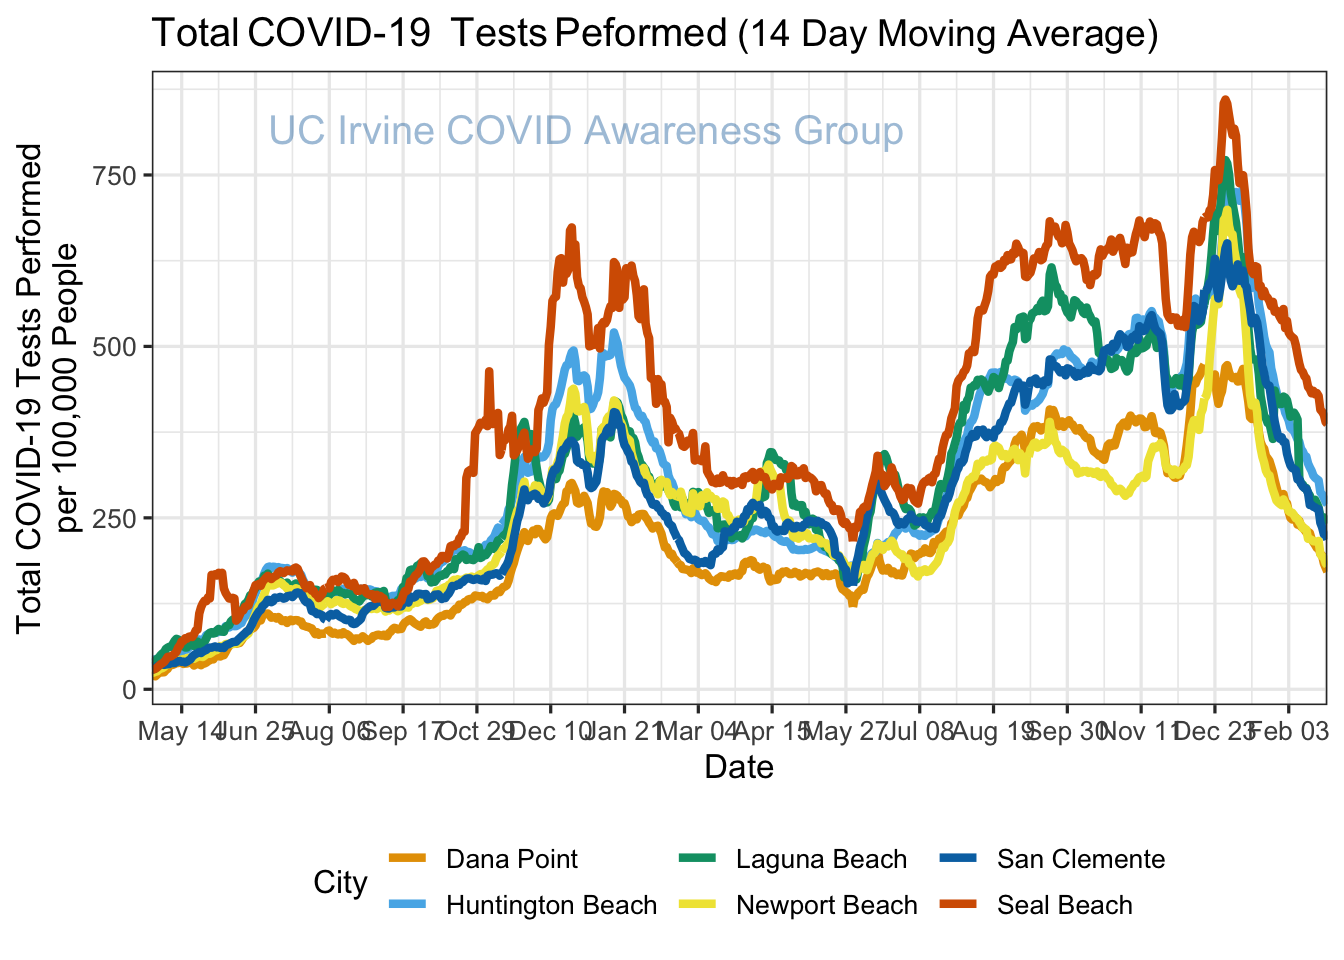 Total COVID-19 Tests Peformed (14 Day Moving Average)
UC Irvine COVID Awareness Group
Total COVID-19 Tests Performed
per 100,000 People
750
500
250
0
May 14 Jun 25 Aug 06 Sep 17 Oct 29 Dec 10 Jan 21 Mar 04 Apr 15 May 27 Jul 08 Aug 19 Sep 30 Nov 11 Dec 23 Feb 03
Date
City
Dana Point
Laguna Beach
San Clemente
Huntington Beach
Newport Beach
Seal Beach